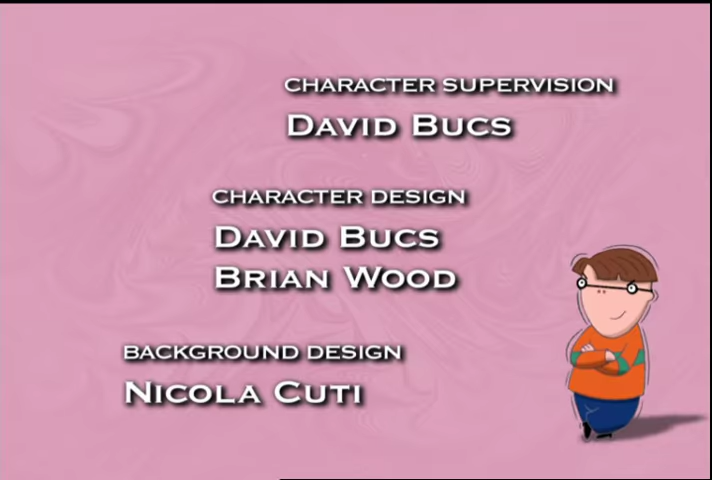 CHARACTER SUPERVISION
DAVID BUCS
CHARACTER DESIGN
DAVID BUCS
BRIAN WOOD
BACKGROUND DESIGN
NICOLA CUTI